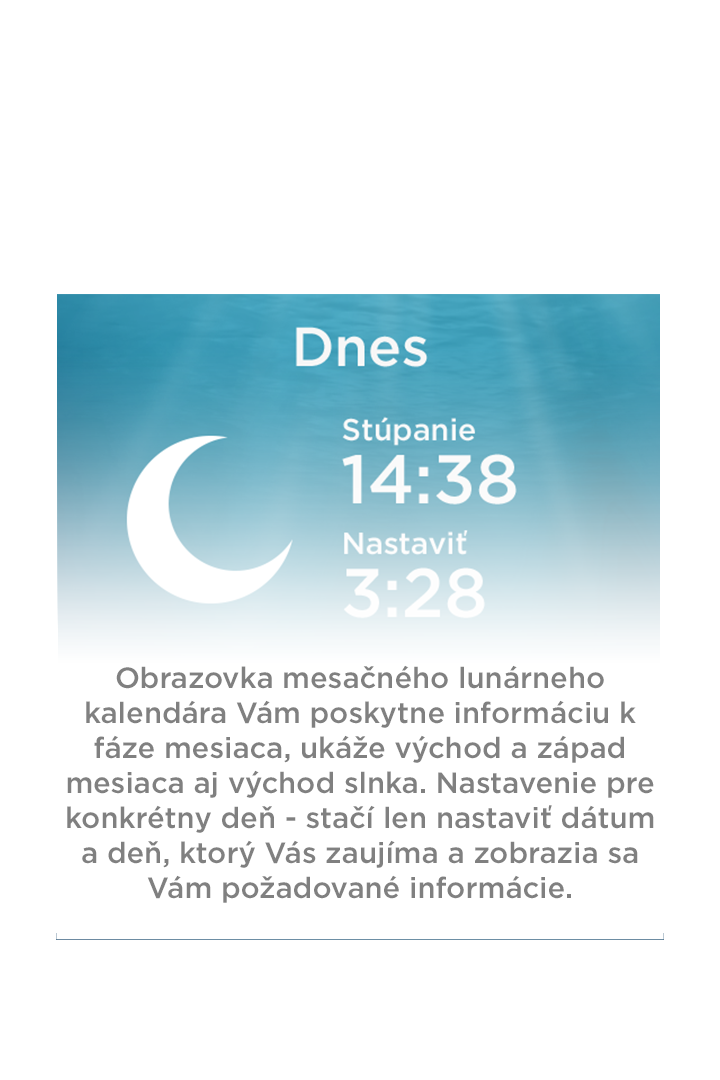 Dnes
Stúpanie
14:38
Nastaviť
3:28
Obrazovka mesačného lunárneho
kalendára Vám poskytne informáciu k
fáze mesiaca, ukáže východ a západ
mesiaca aj východ slnka. Nastavenie pre
konkrétny deň - stačí len nastaviť dátum
a deň, ktorý Vás zaujíma a zobrazia sa
Vám požadované informácie.